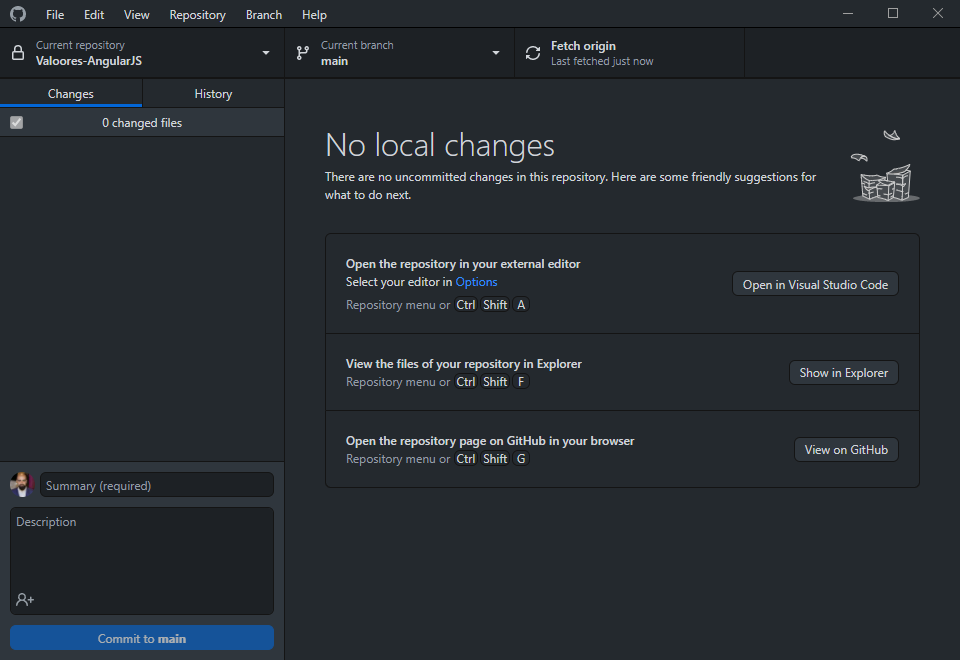 File Edit View Repository Branch Help
Current repository
Valoores-AngularJS
Current branch
main
Fetch origin
Last fetched just now
Changes
History
0 changed files
No local changes
There are no uncommitted changes in this repository. Here are some friendly suggestions for
what to do next.
Open the repository in your external editor
Select your editor in Options
Repository menu or Ctrl Shift A
Open in Visual Studio Code
View the files of your repository in Explorer
Repository menu or Ctrl Shift F
Show in Explorer
Open the repository page on GitHub in your browser
Repository menu or Ctrl Shift G
View on GitHub
Summary (required)
Description
Commit to main